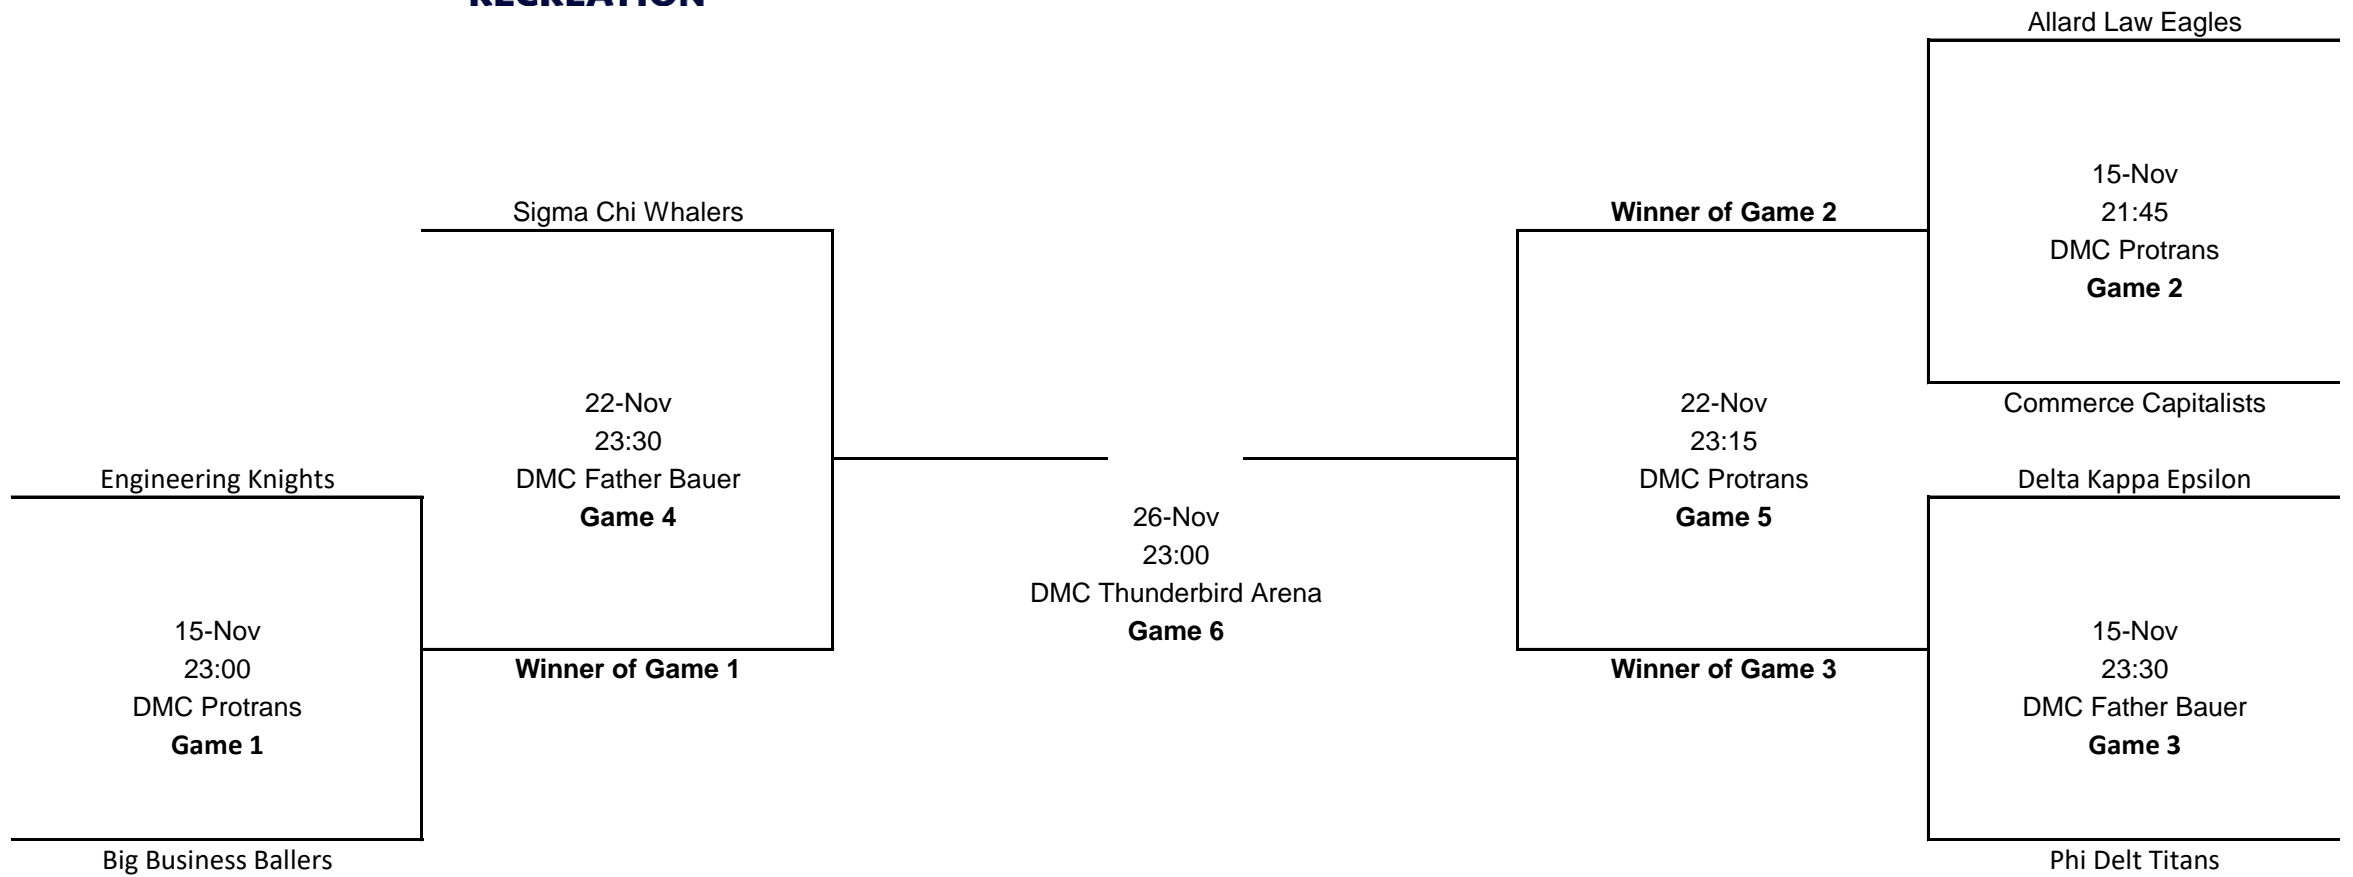 RECREATION
Allard Law Eagles
15-Nov
21:45
DMC Protrans
Game 2
Commerce Capitalists
Sigma Chi Whalers
22-Nov
23:30
DMC Father Bauer
Game 4
Winner of Game 1
Engineering Knights
15-Nov
23:00
DMC Protrans
Game 1
Big Business Ballers
26-Nov
23:00
DMC Thunderbird Arena
Game 6
Winner of Game 2
22-Nov
23:15
DMC Protrans
Game 5
Winner of Game 3
Delta Kappa Epsilon
15-Nov
23:30
DMC Father Bauer
Game 3
Phi Delt Titans